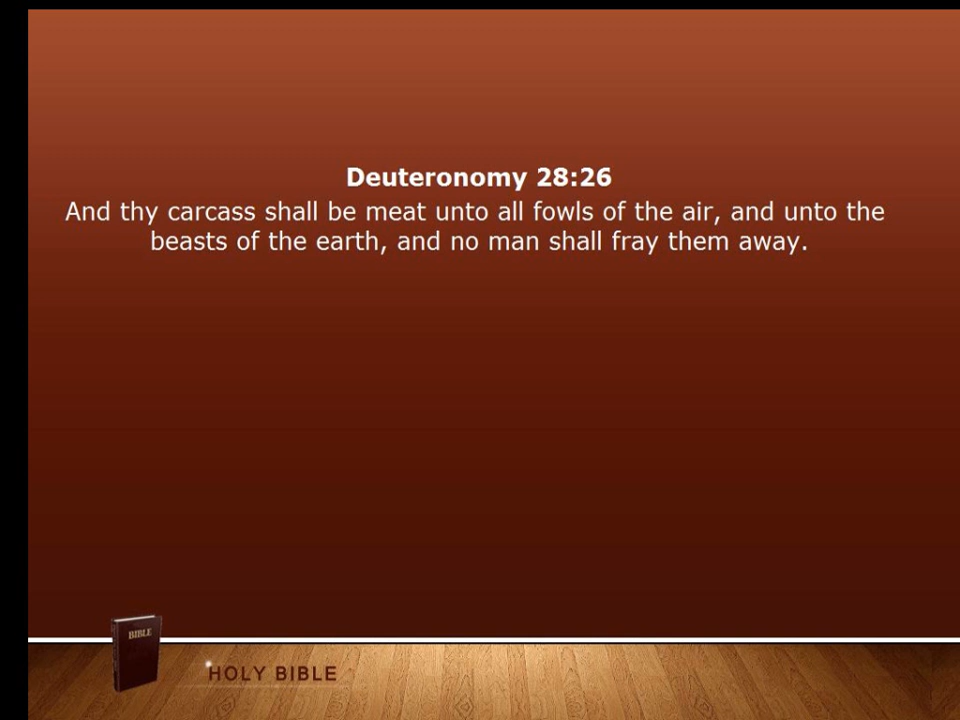 Deuteronomy 28:26
And thy carcass shall be meat unto all fowls of the air, and unto the
beasts of the earth, and no man shall fray them away.
BIBLE
HOLY BIBLE